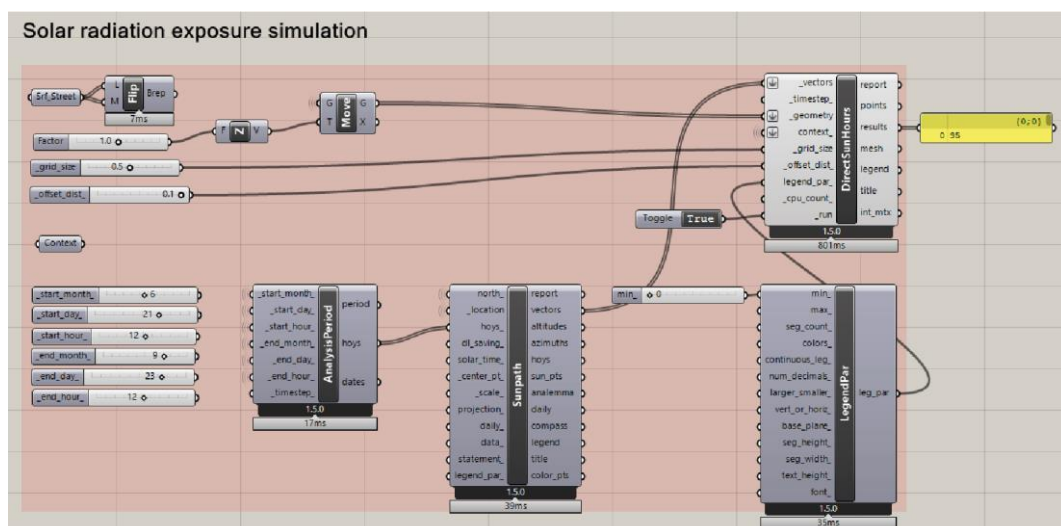 Solar radiation exposure simulation
Srf_Street
L
M
Flip
Brep
7ms
Factor
1.0
F
Z
V
G
T
Move
G
X
_grid_size
0.5
_offset_dist_
0.1
Context
_vectors
_timestep_
_geometry
context_
_grid_size
_offset_dist_
legend_par_
_cpu_count_
_run
DirectSunHours
report
points
results
mesh
legend
title
int_mtx
1.5.0
801ms
{0;0}
0 95
Toggle
True
_start_month_
6
_start_day_
21
_start_hour_
12
_end_month_
9
_end_day_
23
_end_hour_
12
_start_month_
_start_day_
_start_hour_
_end_month_
_end_day_
_end_hour_
_timestep_
AnalysisPeriod
period
hoys
dates
1.5.0
17ms
north_
_location
hoys_
dl_saving_
solar_time_
_center_pt_
_scale_
projection_
daily_
data_
statement_
legend_par_
Sunpath
report
vectors
altitudes
azimuths
hoys
sun_pts
analemma
daily
compass
legend
title
color_pts
1.5.0
39ms
min_
0
min_
max_
seg_count_
colors_
continuous_leg_
num_decimals_
larger_smaller_
vert_or_horiz_
base_plane_
seg_height_
seg_width_
text_height_
font_
LegendPar
leg_par
1.5.0
35ms